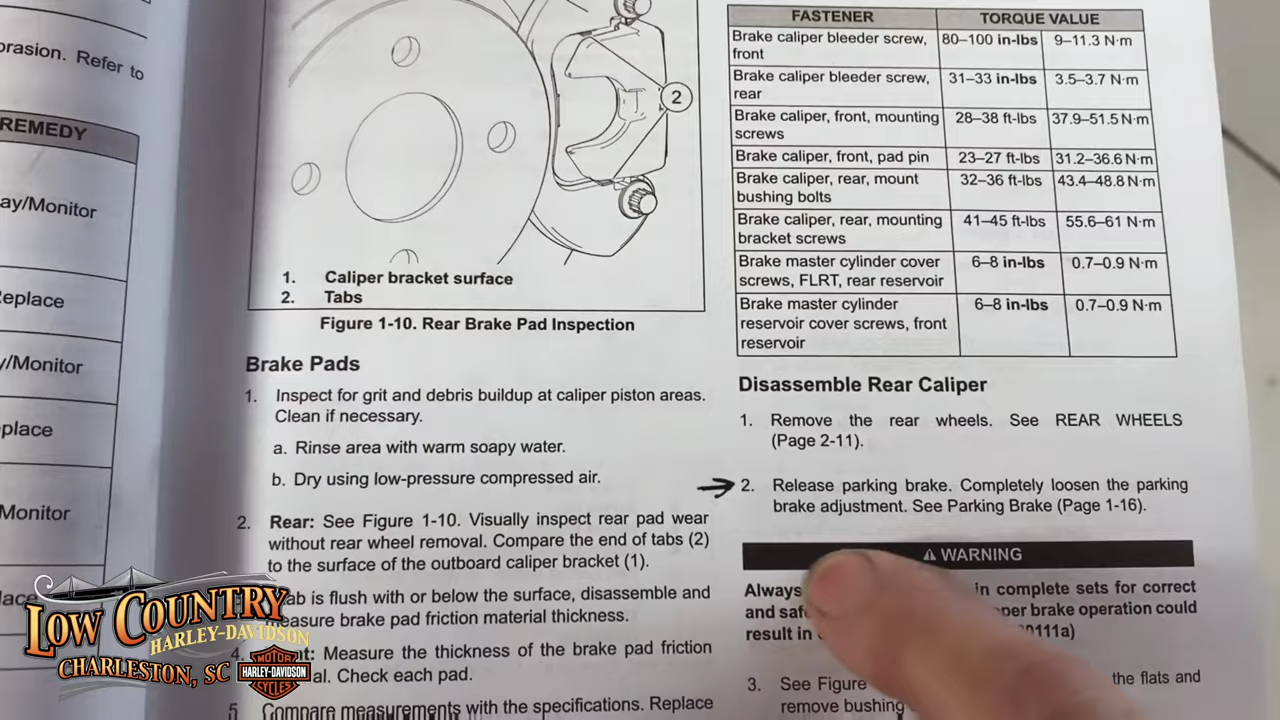 orasion. Refer to
REMEDY
ay/Monitor
Replace
y/Monitor
place
Monitor
2
1. Caliper bracket surface
2. Tabs
Figure 1-10. Rear Brake Pad Inspection
Brake Pads
1. Inspect for grit and debris buildup at caliper piston areas.
Clean if necessary.
a. Rinse area with warm soapy water.
b. Dry using low-pressure compressed air.
2. Rear: See Figure 1-10. Visually inspect rear pad wear
without rear wheel removal. Compare the end of tabs (2)
to the surface of the outboard caliper bracket (1).
tab is flush with or below the surface, disassemble and
measure brake pad friction material thickness.
4. Measure the thickness of the brake pad friction
Check each pad.
5 Compare measurements with the specifications. Replace
FASTENER TORQUE VALUE
Brake caliper bleeder screw, 80–100 in-lbs 9–11.3 N·m
front
Brake caliper bleeder screw, 31–33 in-lbs 3.5–3.7 N·m
rear
Brake caliper, front, mounting 28–38 ft-lbs 37.9–51.5 N·m
screws
Brake caliper, front, pad pin 23–27 ft-lbs 31.2–36.6 N·m
Brake caliper, rear, mount 32–36 ft-lbs 43.4–48.8 N·m
bushing bolts
Brake caliper, rear, mounting 41–45 ft-lbs 55.6–61 N·m
bracket screws
Brake master cylinder cover 6–8 in-lbs 0.7–0.9 N·m
screws, FLRT, rear reservoir
Brake master cylinder 6–8 in-lbs 0.7–0.9 N·m
reservoir cover screws, front
reservoir
Disassemble Rear Caliper
1. Remove the rear wheels. See REAR WHEELS
(Page 2-11).
2. Release parking brake. Completely loosen the parking
brake adjustment. See Parking Brake (Page 1-16).
⚠ WARNING
Always in complete sets for correct
and brake operation could
result in
3. See Figure the flats and
remove bushing
LOW COUNTRY
HARLEY-DAVIDSON
CHARLESTON, SC
MOTOR
HARLEY-DAVIDSON
CYCLES